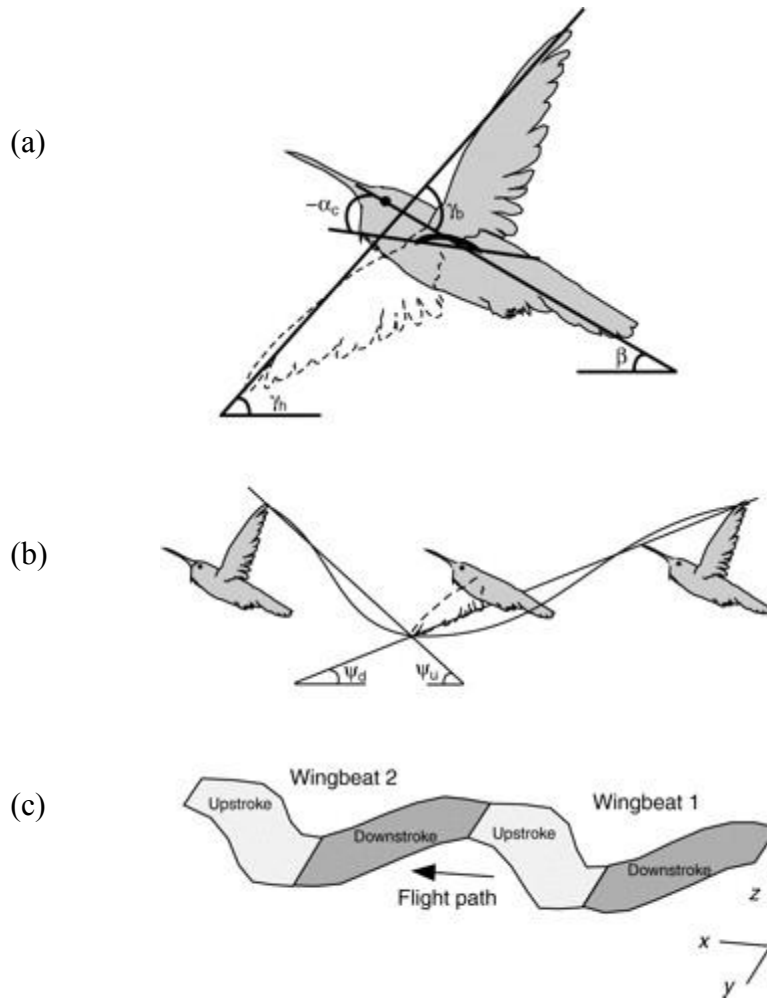 (a)
−αc
γb
β
γh
(b)
ψd
ψu
(c)
Wingbeat 2
Upstroke
Wingbeat 1
Upstroke
Downstroke
Downstroke
Flight path
z
x
y